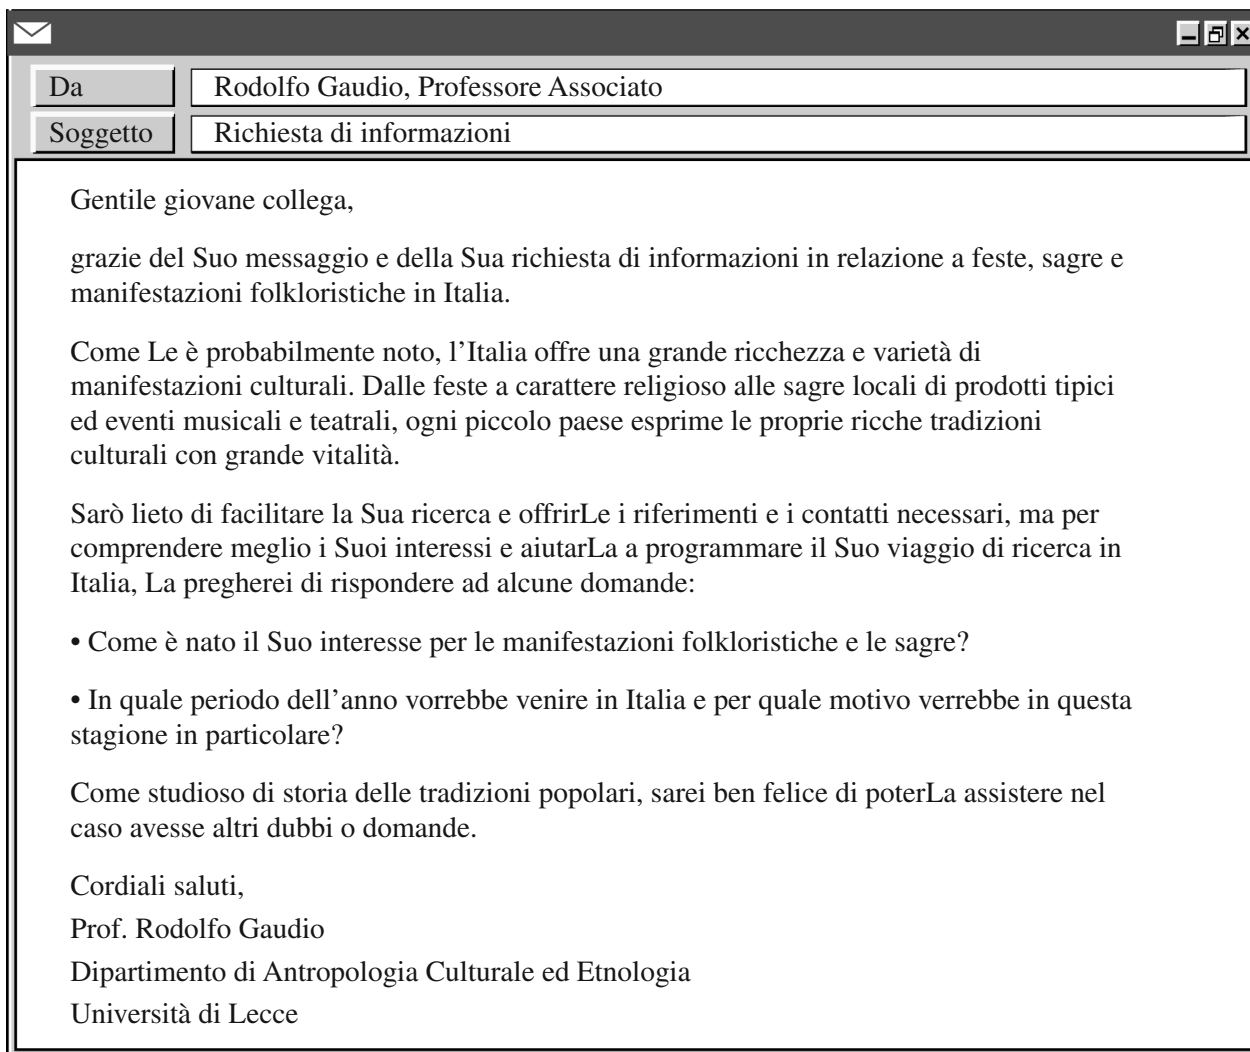 Da
Rodolfo Gaudio, Professore Associato
Soggetto
Richiesta di informazioni
Gentile giovane collega,
grazie del Suo messaggio e della Sua richiesta di informazioni in relazione a feste, sagre e
manifestazioni folkloristiche in Italia.
Come Le è probabilmente noto, l’Italia offre una grande ricchezza e varietà di
manifestazioni culturali. Dalle feste a carattere religioso alle sagre locali di prodotti tipici
ed eventi musicali e teatrali, ogni piccolo paese esprime le proprie ricche tradizioni
culturali con grande vitalità.
Sarò lieto di facilitare la Sua ricerca e offrirLe i riferimenti e i contatti necessari, ma per
comprendere meglio i Suoi interessi e aiutarLa a programmare il Suo viaggio di ricerca in
Italia, La pregherei di rispondere ad alcune domande:
• Come è nato il Suo interesse per le manifestazioni folkloristiche e le sagre?
• In quale periodo dell’anno vorrebbe venire in Italia e per quale motivo verrebbe in questa
stagione in particolare?
Come studioso di storia delle tradizioni popolari, sarei ben felice di poterLa assistere nel
caso avesse altri dubbi o domande.
Cordiali saluti,
Prof. Rodolfo Gaudio
Dipartimento di Antropologia Culturale ed Etnologia
Università di Lecce